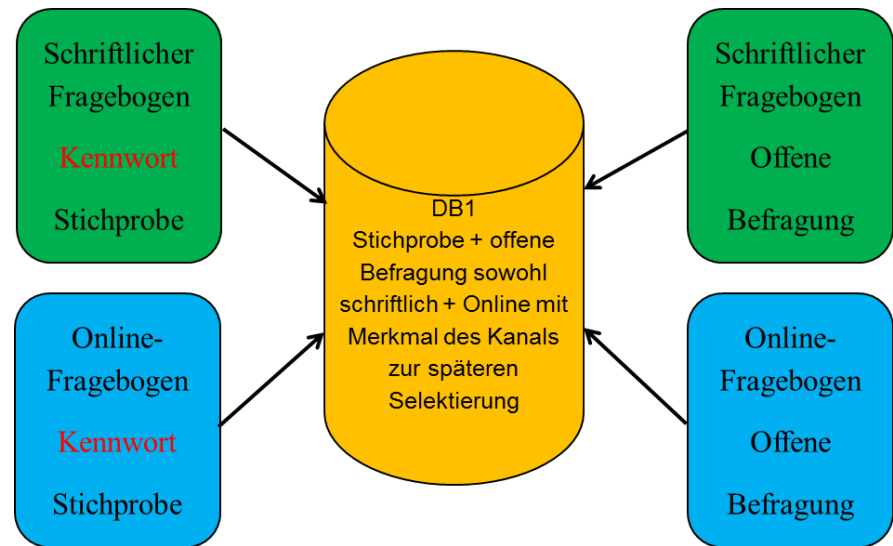 Schriftlicher
Fragebogen
Kennwort
Stichprobe
Online-
Fragebogen
Kennwort
Stichprobe
DB1
Stichprobe + offene
Befragung sowohl
schriftlich + Online mit
Merkmal des Kanals
zur späteren
Selektierung
Schriftlicher
Fragebogen
Offene
Befragung
Online-
Fragebogen
Offene
Befragung